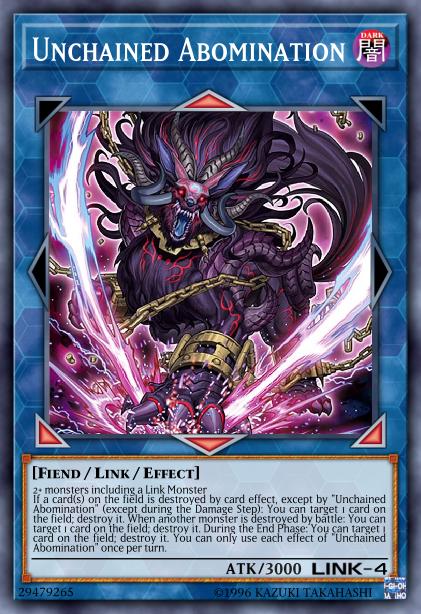 UNCHAINED ABOMINATION
DARK
闇
[FIEND / LINK / EFFECT]
2+ monsters including a Link Monster
If a card(s) on the field is destroyed by card effect, except by "Unchained
Abomination" (except during the Damage Step): You can target 1 card on
the field; destroy it. When another monster is destroyed by battle: You can
target 1 card on the field; destroy it. During the End Phase: You can target 1
card on the field; destroy it. You can only use each effect of "Unchained
Abomination" once per turn.
ATK/3000 LINK-4
29479265 ©1996 KAZUKI TAKAHASHI